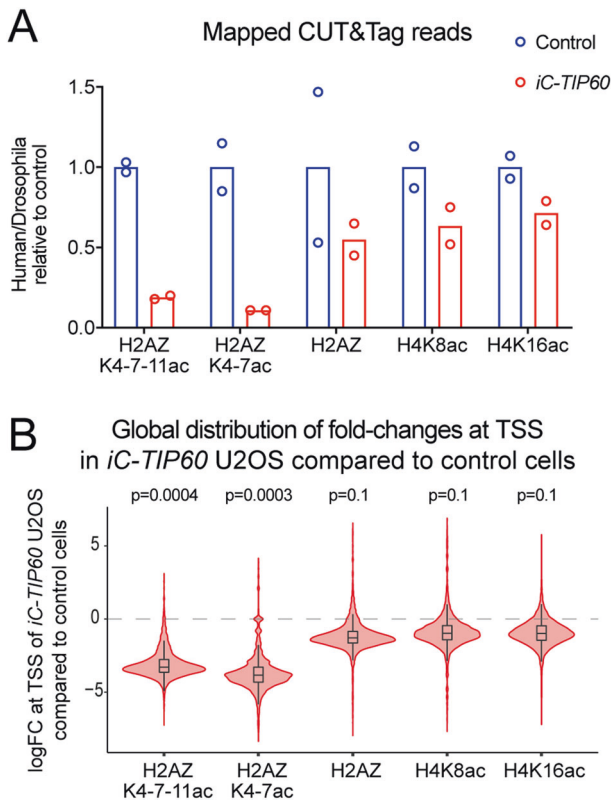 A
Mapped CUT&Tag reads
Control
iC-TIP60
Human/Drosophila
relative to control
1.5
1.0
0.5
0.0
H2AZ
K4-7-11ac
H2AZ
K4-7ac
H2AZ
H4K8ac
H4K16ac
B
Global distribution of fold-changes at TSS
in iC-TIP60 U2OS compared to control cells
p=0.0004
p=0.0003
p=0.1
p=0.1
p=0.1
logFC at TSS of iC-TIP60 U2OS
compared to control cells
5
0
−5
H2AZ
K4-7-11ac
H2AZ
K4-7ac
H2AZ
H4K8ac
H4K16ac